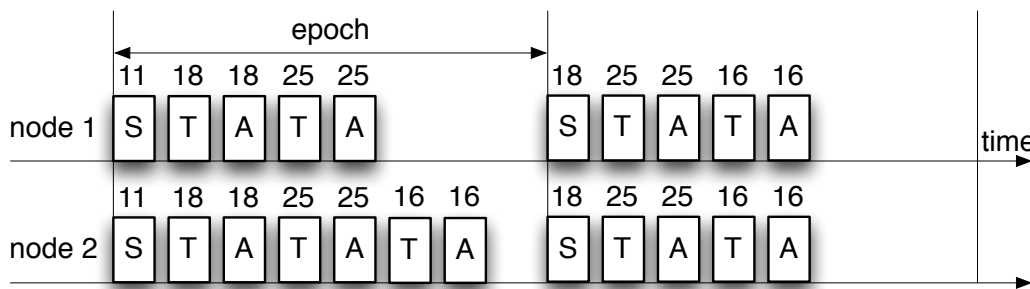 epoch
11 18 18 25 25 18 25 25 16 16
node 1 S T A T A S T A T A
time
11 18 18 25 25 16 16 18 25 25 16 16
node 2 S T A T A T A S T A T A